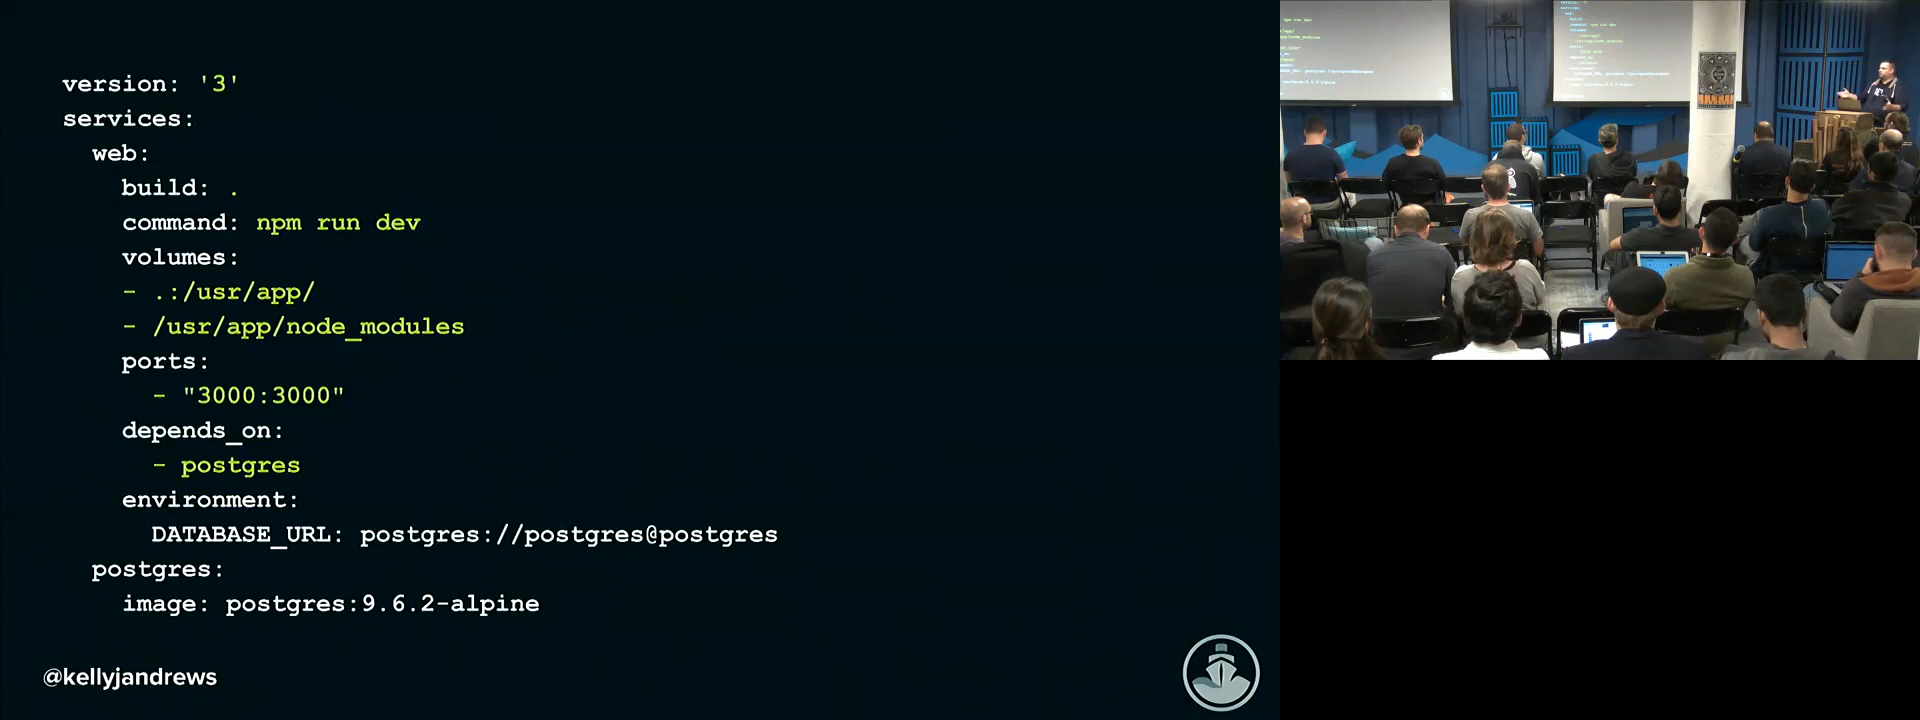 version: '3'
services:
  web:
    build: .
    command: npm run dev
    volumes:
    - .:/usr/app/
    - /usr/app/node_modules
    ports:
      - "3000:3000"
    depends_on:
      - postgres
    environment:
      DATABASE_URL: postgres://postgres@postgres
  postgres:
    image: postgres:9.6.2-alpine
@kellyjandrews